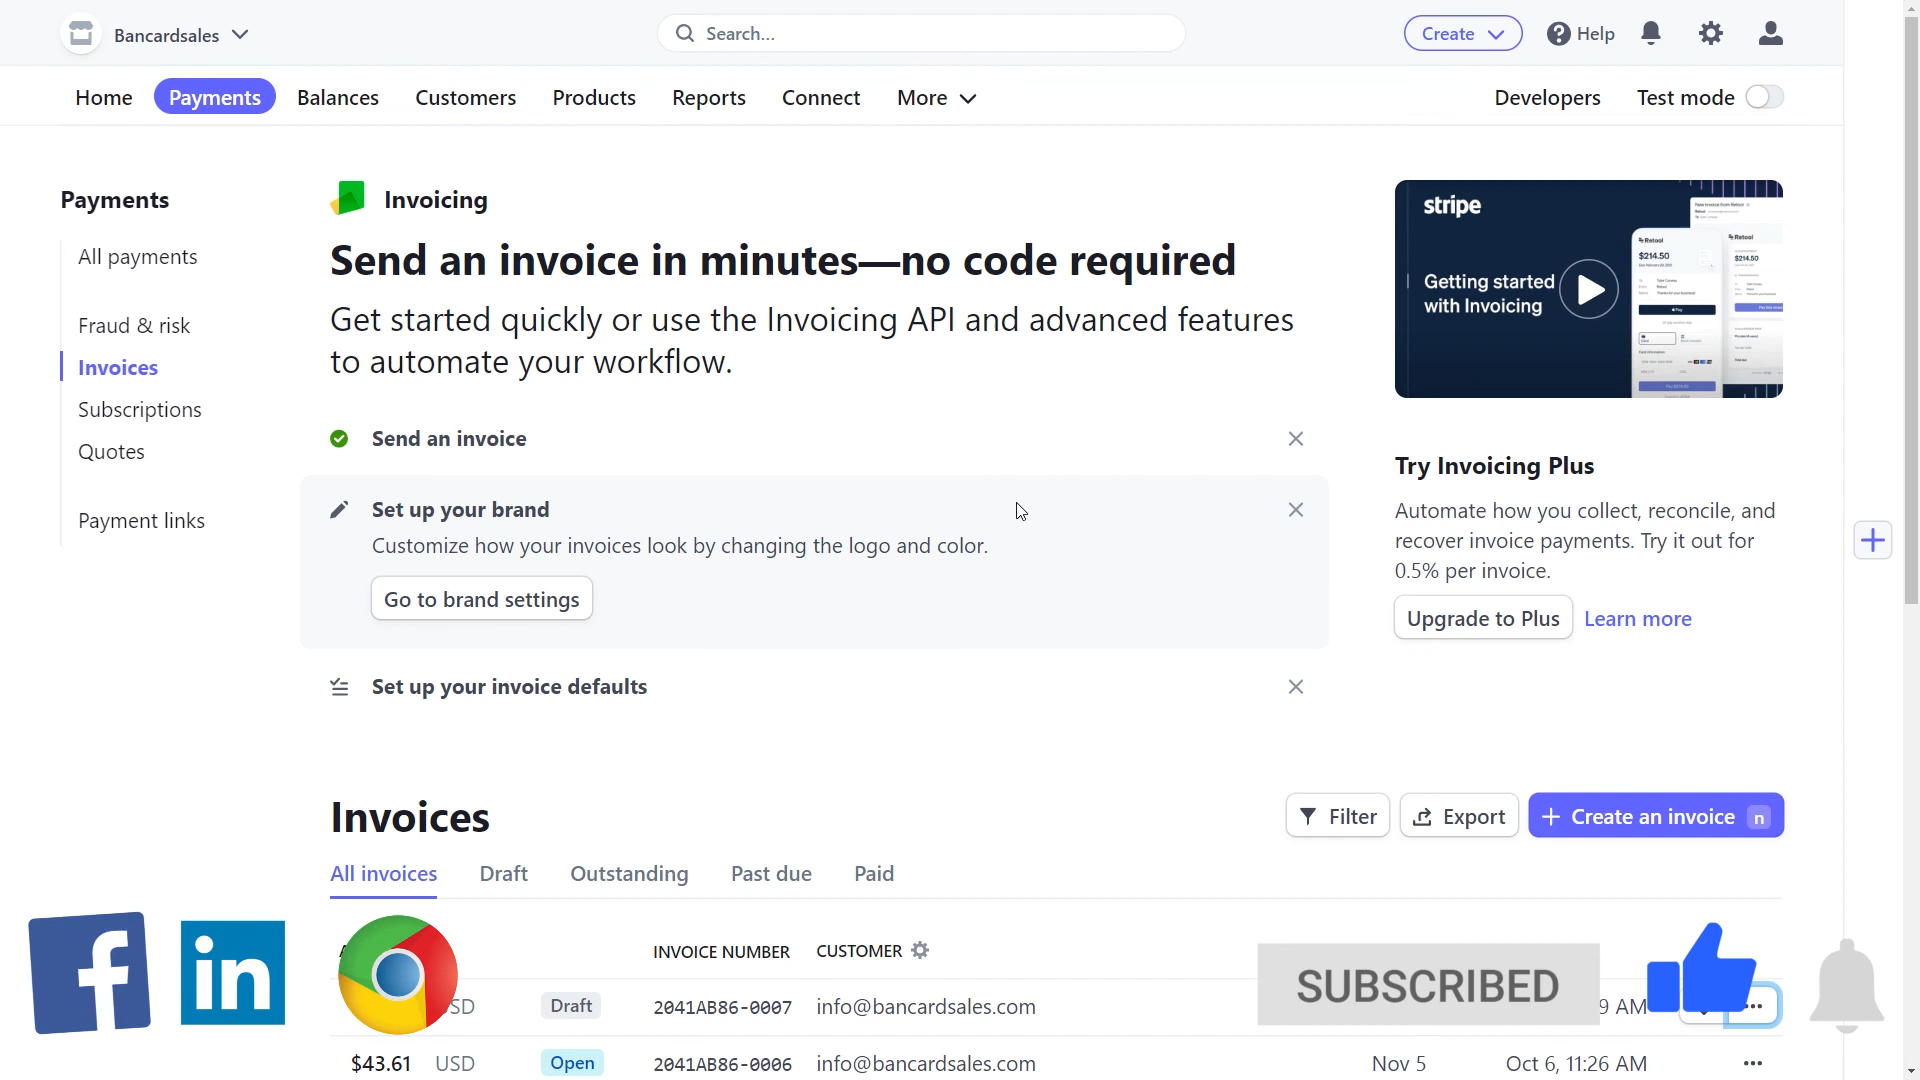 Bancardsales
Search...
Create
Help
Home
Payments
Balances
Customers
Products
Reports
Connect
More
Developers
Test mode
Payments
All payments
Fraud & risk
Invoices
Subscriptions
Quotes
Payment links
Invoicing
Send an invoice in minutes—no code required
Get started quickly or use the Invoicing API and advanced features
to automate your workflow.
Send an invoice
Set up your brand
Customize how your invoices look by changing the logo and color.
Go to brand settings
Set up your invoice defaults
stripe
Getting started
with Invoicing
Retool
$214.50
Retool
$214.50
Try Invoicing Plus
Automate how you collect, reconcile, and
recover invoice payments. Try it out for
0.5% per invoice.
Upgrade to Plus
Learn more
Invoices
Filter
Export
Create an invoice n
All invoices
Draft
Outstanding
Past due
Paid
INVOICE NUMBER
CUSTOMER
Draft
2041AB86-0007
info@bancardsales.com
9 AM
$43.61 USD
Open
2041AB86-0006
info@bancardsales.com
Nov 5
Oct 6, 11:26 AM
f
in
SUBSCRIBED